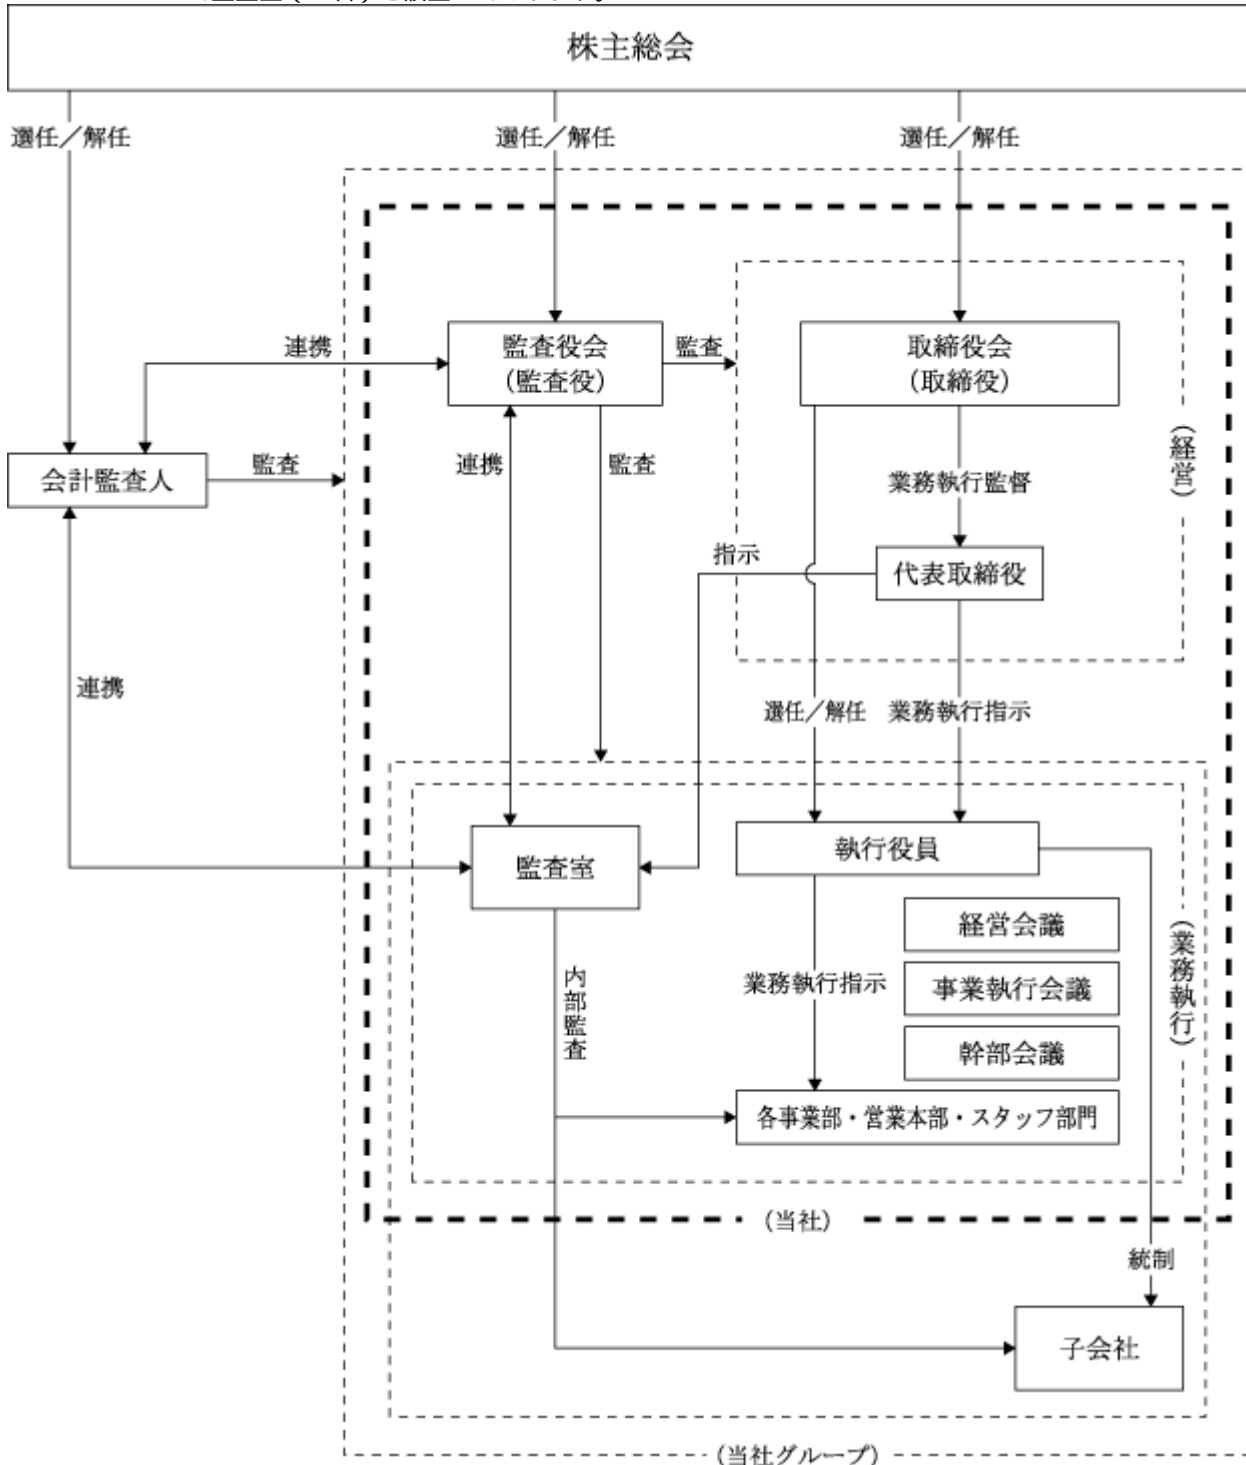 株主総会
選任／解任
選任／解任
選任／解任
連携
監査役会
（監査役）
監査
取締役会
（取締役）
（経営）
会計監査人
監査
連携
監査
業務執行監督
指示
代表取締役
連携
選任／解任
業務執行指示
監査室
執行役員
経営会議
（業務執行）
内部監査
業務執行指示
事業執行会議
幹部会議
各事業部・営業本部・スタッフ部門
（当社）
統制
子会社
（当社グループ）